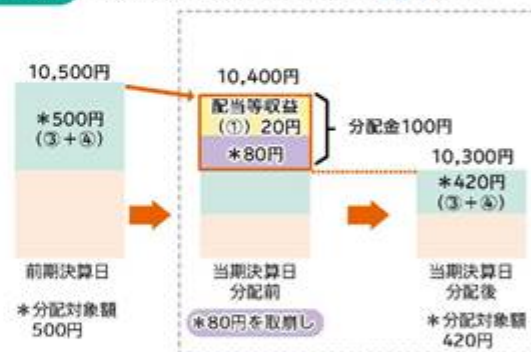 10,500円
*500円
(③+④)
前期決算日
*分配対象額
500円
10,400円
配当等収益
(①) 20円
*80円
分配金100円
当期決算日
分配前
*80円を取崩し
10,300円
*420円
(③+④)
当期決算日
分配後
*分配対象額
420円